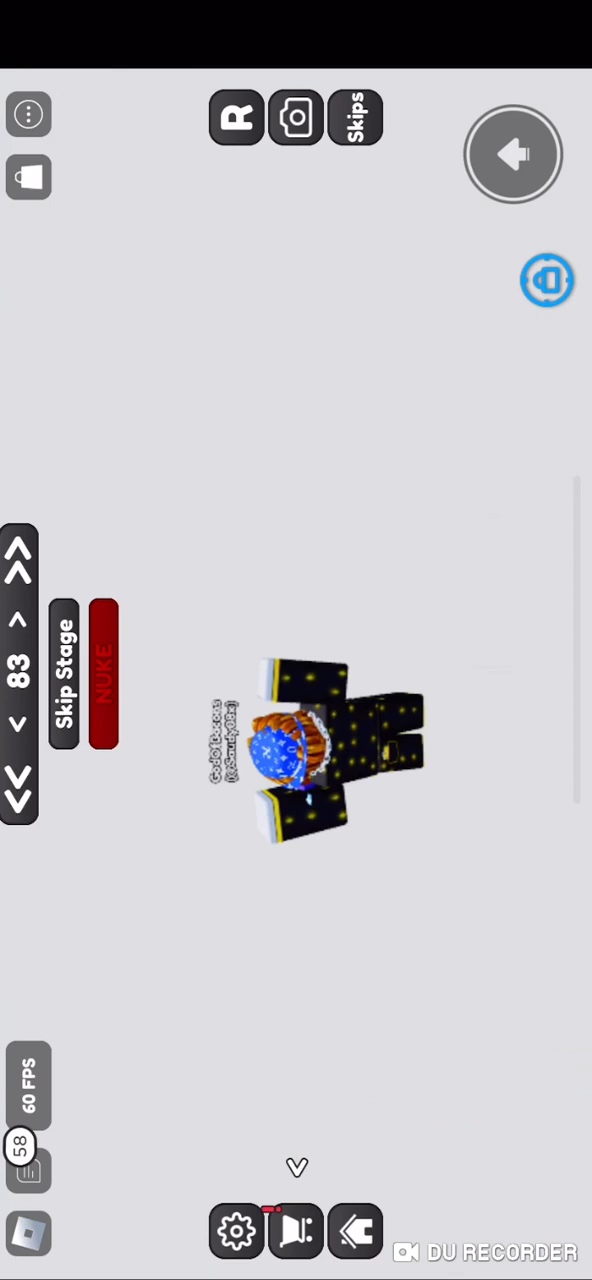 << < 83 > >>
Skip Stage
NUKE
R
Skips
60 FPS
58
DU RECORDER